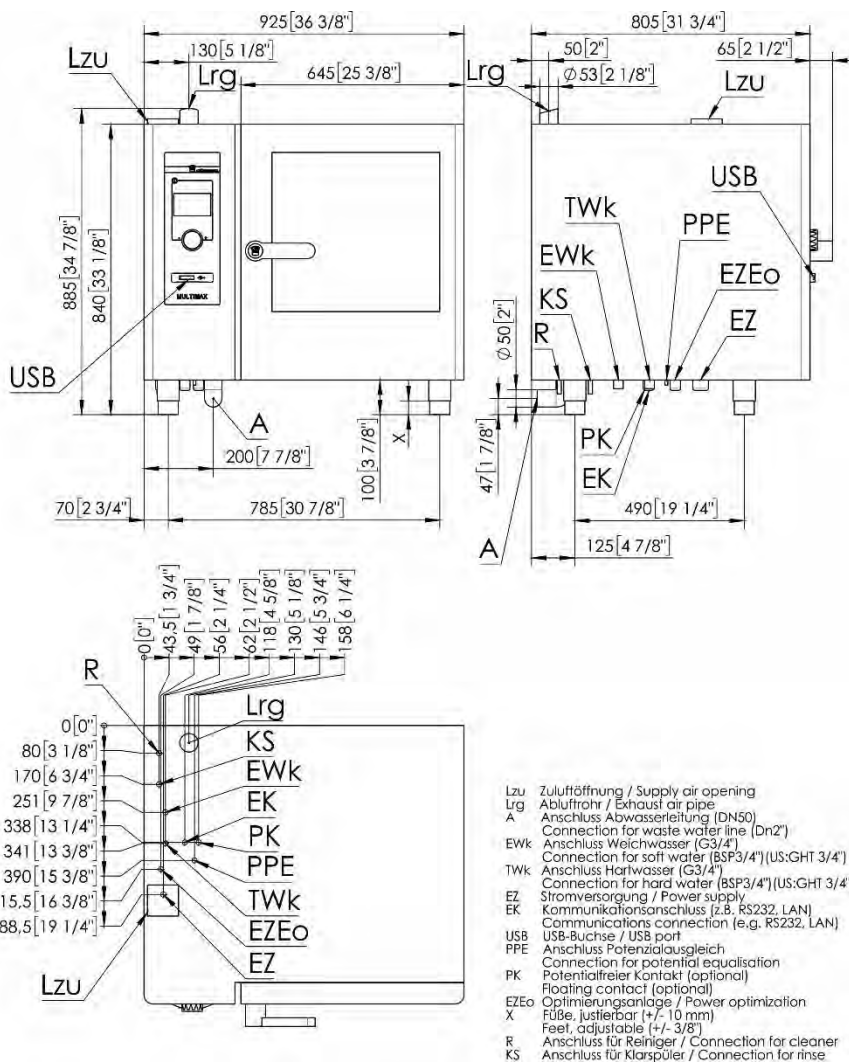 925[36 3/8"]
805[31 3/4"]
130[5 1/8"]
50[2"]
65[2 1/2"]
Lzu
Lrg
645[25 3/8"]
Lrg
Ø53[2 1/8"]
Lzu
USB
TWk
PPE
EWk
EZEo
KS
EZ
R
Ø50[2"]
885[34 7/8"]
840[33 1/8"]
MULTIMAX
USB
A
200[7 7/8"]
100[3 7/8"]
X
47[1 7/8"]
PK
EK
70[2 3/4"]
785[30 7/8"]
490[19 1/4"]
A
125[4 7/8"]
0[0"]
43,5[1 3/4"]
49[1 7/8"]
56[2 1/4"]
62[2 1/2"]
118[4 5/8"]
130[5 1/8"]
146[5 3/4"]
158[6 1/4"]
R
0[0"]
Lrg
80[3 1/8"]
KS
170[6 3/4"]
EWk
251[9 7/8"]
EK
338[13 1/4"]
PK
341[13 3/8"]
PPE
390[15 3/8"]
TWk
15,5[16 3/8"]
EZEo
88,5[19 1/4"]
EZ
Lzu
Lzu Zuluftöffnung / Supply air opening
Lrg Abluftrohr / Exhaust air pipe
A Anschluss Abwasserleitung (DN50)
Connection for waste water line (Dn2")
EWk Anschluss Weichwasser (G3/4")
Connection for soft water (BSP3/4")(US:GHT 3/4")
TWk Anschluss Hartwasser (G3/4")
Connection for hard water (BSP3/4")(US:GHT 3/4"
EZ Stromversorgung / Power supply
EK Kommunikationsanschluss (z.B. RS232, LAN)
Communications connection (e.g. RS232, LAN)
USB USB-Buchse / USB port
PPE Anschluss Potenzialausgleich
Connection for potential equalisation
PK Potentialfreier Kontakt (optional)
Floating contact (optional)
EZEo Optimierungsanlage / Power optimization
X Füße, justierbar (+/- 10 mm)
Feet, adjustable (+/- 3/8")
R Anschluss für Reiniger / Connection for cleaner
KS Anschluss für Klarspüler / Connection for rinse